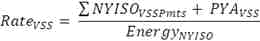 Rate_VSS = (∑ NYISO_VSSPmts + PYA_VSS) / Energy_NYISO